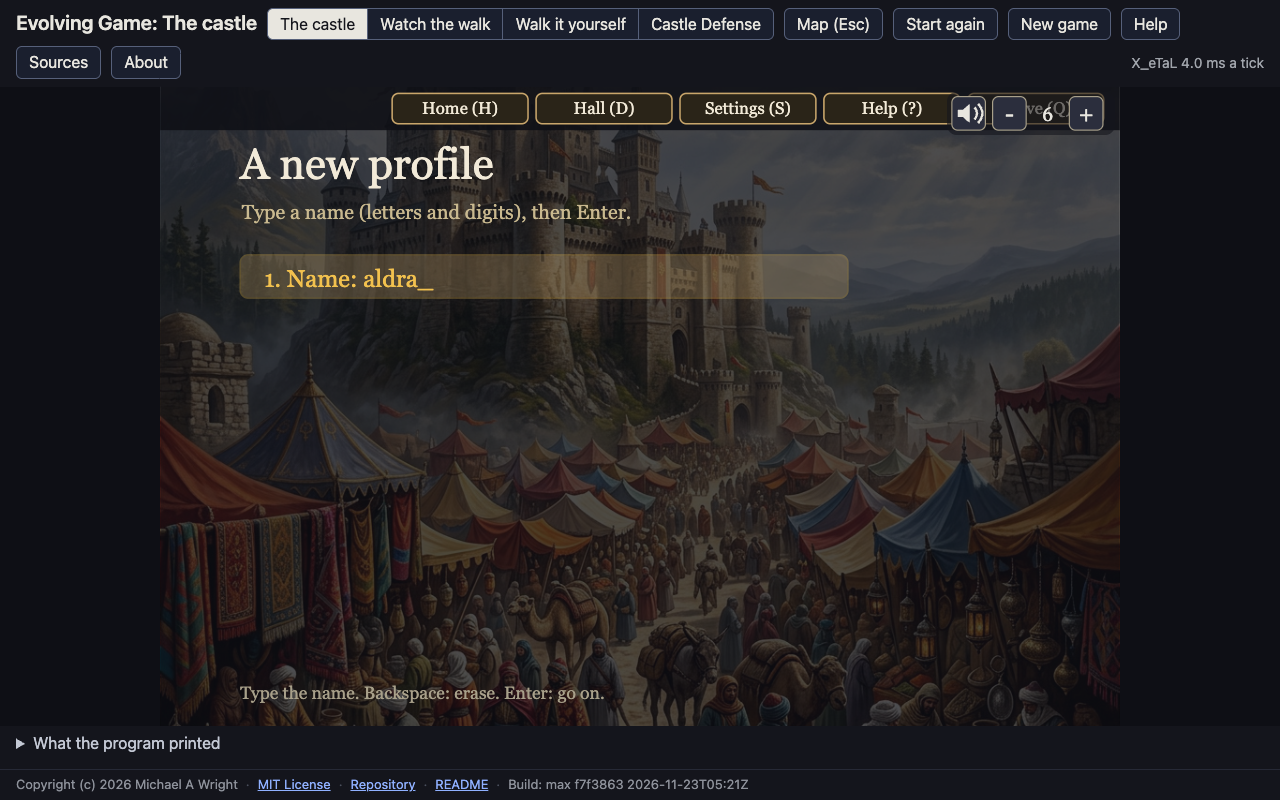 Evolving Game: The castle
The castle
Watch the walk
Walk it yourself
Castle Defense
Map (Esc)
Start again
New game
Help
Sources
About
X_eTaL 4.0 ms a tick
Home (H)
Hall (D)
Settings (S)
Help (?)
- 6 +
A new profile
Type a name (letters and digits), then Enter.
1. Name: aldra_
Type the name. Backspace: erase. Enter: go on.
What the program printed
Copyright (c) 2026 Michael A Wright · MIT License · Repository · README · Build: max f7f3863 2026-11-23T05:21Z